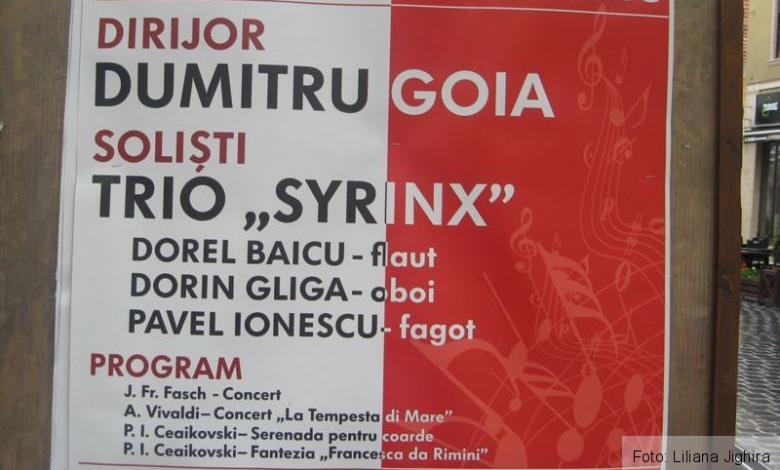 DIRIJOR
DUMITRU GOIA
SOLIȘTI
TRIO „SYRINX”
DOREL BAICU - flaut
DORIN GLIGA - oboi
PAVEL IONESCU - fagot
PROGRAM
J. Fr. Fasch - Concert
A. Vivaldi – Concert „La Tempesta di Mare”
P. I. Ceaikovski – Serenada pentru coarde
P. I. Ceaikovski – Fantezia „Francesca da Rimini”
Foto: Liliana Jighira